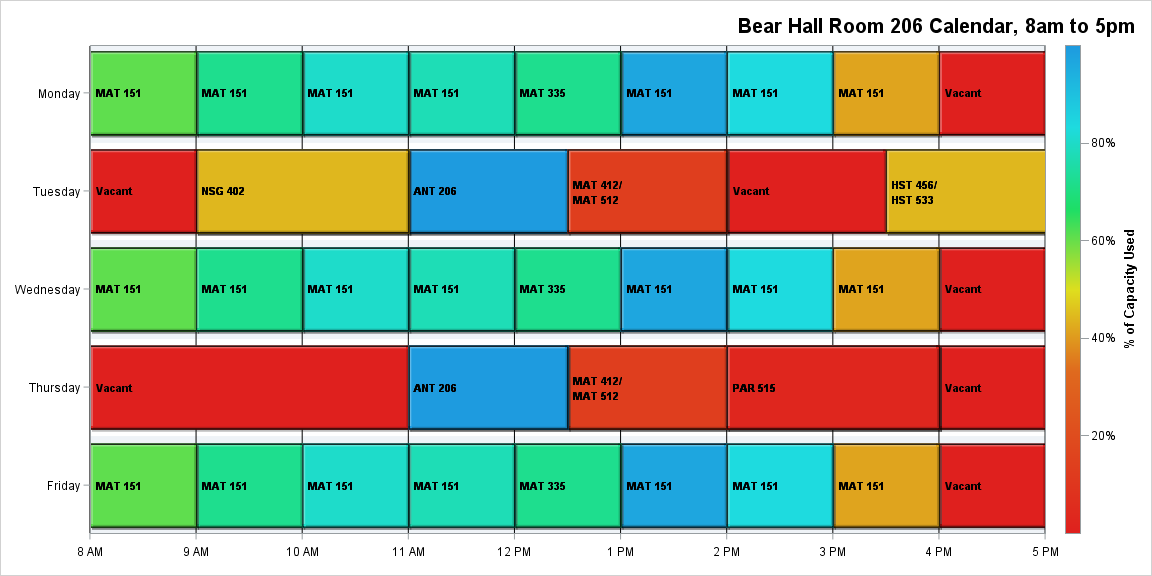 Bear Hall Room 206 Calendar, 8am to 5pm
Monday
MAT 151
MAT 151
MAT 151
MAT 151
MAT 335
MAT 151
MAT 151
MAT 151
Vacant
Tuesday
Vacant
NSG 402
ANT 206
MAT 412/
MAT 512
Vacant
HST 456/
HST 533
Wednesday
MAT 151
MAT 151
MAT 151
MAT 151
MAT 335
MAT 151
MAT 151
MAT 151
Vacant
Thursday
Vacant
ANT 206
MAT 412/
MAT 512
PAR 515
Vacant
Friday
MAT 151
MAT 151
MAT 151
MAT 151
MAT 335
MAT 151
MAT 151
MAT 151
Vacant
8 AM
9 AM
10 AM
11 AM
12 PM
1 PM
2 PM
3 PM
4 PM
5 PM
80%
60%
40%
20%
% of Capacity Used